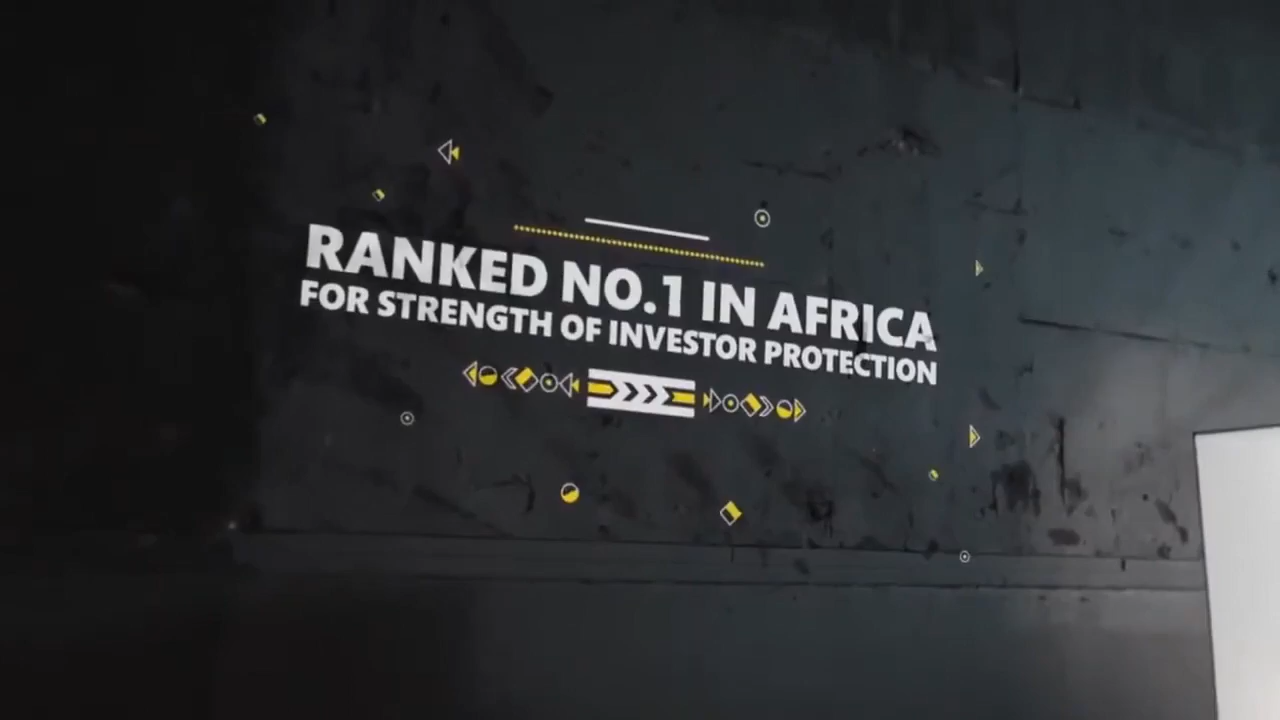 RANKED NO.1 IN AFRICA
FOR STRENGTH OF INVESTOR PROTECTION